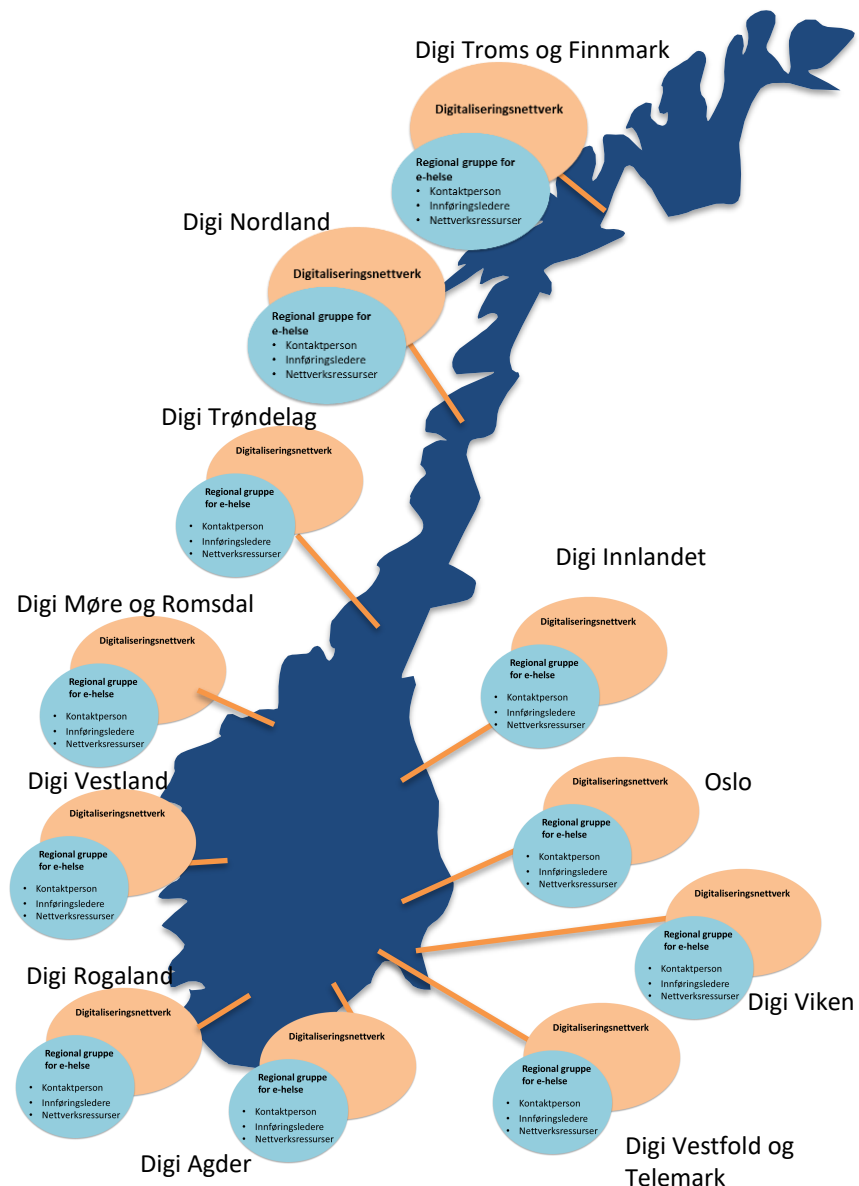 Digi Troms og Finnmark
Digitaliseringsnettverk
Regional gruppe for
e-helse
• Kontaktperson
• Innføringsledere
• Nettverksressurser
Digi Nordland
Digitaliseringsnettverk
Regional gruppe for
e-helse
• Kontaktperson
• Innføringsledere
• Nettverksressurser
Digi Trøndelag
Digitaliseringsnettverk
Regional gruppe
for e-helse
• Kontaktperson
• Innføringsledere
• Nettverksressurser
Digi Innlandet
Digitaliseringsnettverk
Regional gruppe
for e-helse
• Kontaktperson
• Innføringsledere
• Nettverksressurser
Digi Møre og Romsdal
Digitaliseringsnettverk
Regional gruppe
for e-helse
• Kontaktperson
• Innføringsledere
• Nettverksressurser
Digi Vestland
Digitaliseringsnettverk
Regional gruppe
for e-helse
• Kontaktperson
• Innføringsledere
• Nettverksressurser
Oslo
Digitaliseringsnettverk
Regional gruppe
for e-helse
• Kontaktperson
• Innføringsledere
• Nettverksressurser
Digitaliseringsnettverk
Regional gruppe
for e-helse
• Kontaktperson
• Innføringsledere
• Nettverksressurser
Digi Viken
Digi Rogaland
Digitaliseringsnettverk
Regional gruppe
for e-helse
• Kontaktperson
• Innføringsledere
• Nettverksressurser
Digitaliseringsnettverk
Regional gruppe
for e-helse
• Kontaktperson
• Innføringsledere
• Nettverksressurser
Digi Agder
Digitaliseringsnettverk
Regional gruppe
for e-helse
• Kontaktperson
• Innføringsledere
• Nettverksressurser
Digi Vestfold og
Telemark